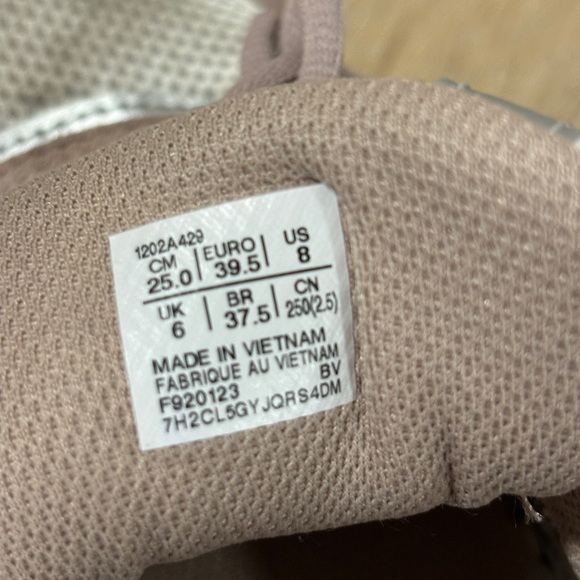 1202A429
CM EURO US
25.0 39.5 8
UK BR CN
6 37.5 250(2.5)
MADE IN VIETNAM
FABRIQUE AU VIETNAM
F920123 BV
7H2CL5GYJQRS4DM